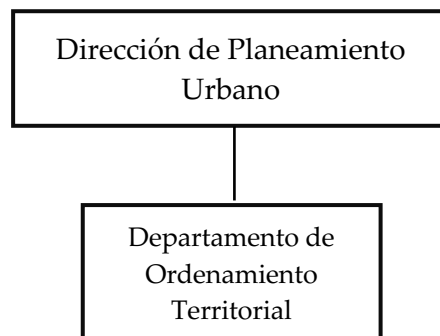 Dirección de Planeamiento
Urbano
Departamento de
Ordenamiento
Territorial